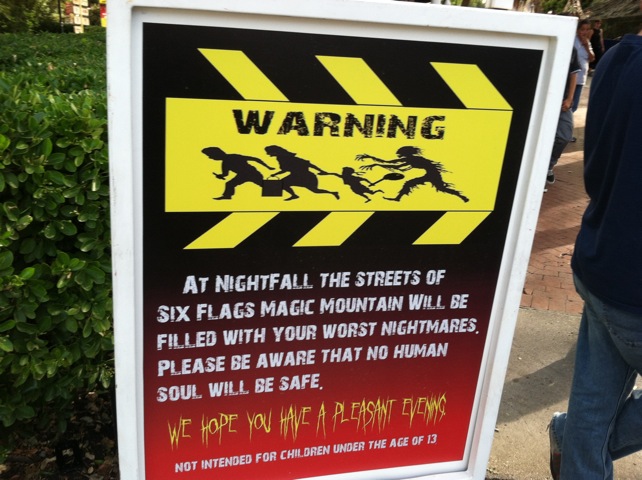 WARNING
AT NIGHTFALL THE STREETS OF
SIX FLAGS MAGIC MOUNTAIN WILL BE
FILLED WITH YOUR WORST NIGHTMARES.
PLEASE BE AWARE THAT NO HUMAN
SOUL WILL BE SAFE.
WE HOPE YOU HAVE A PLEASANT EVENING.
NOT INTENDED FOR CHILDREN UNDER THE AGE OF 13